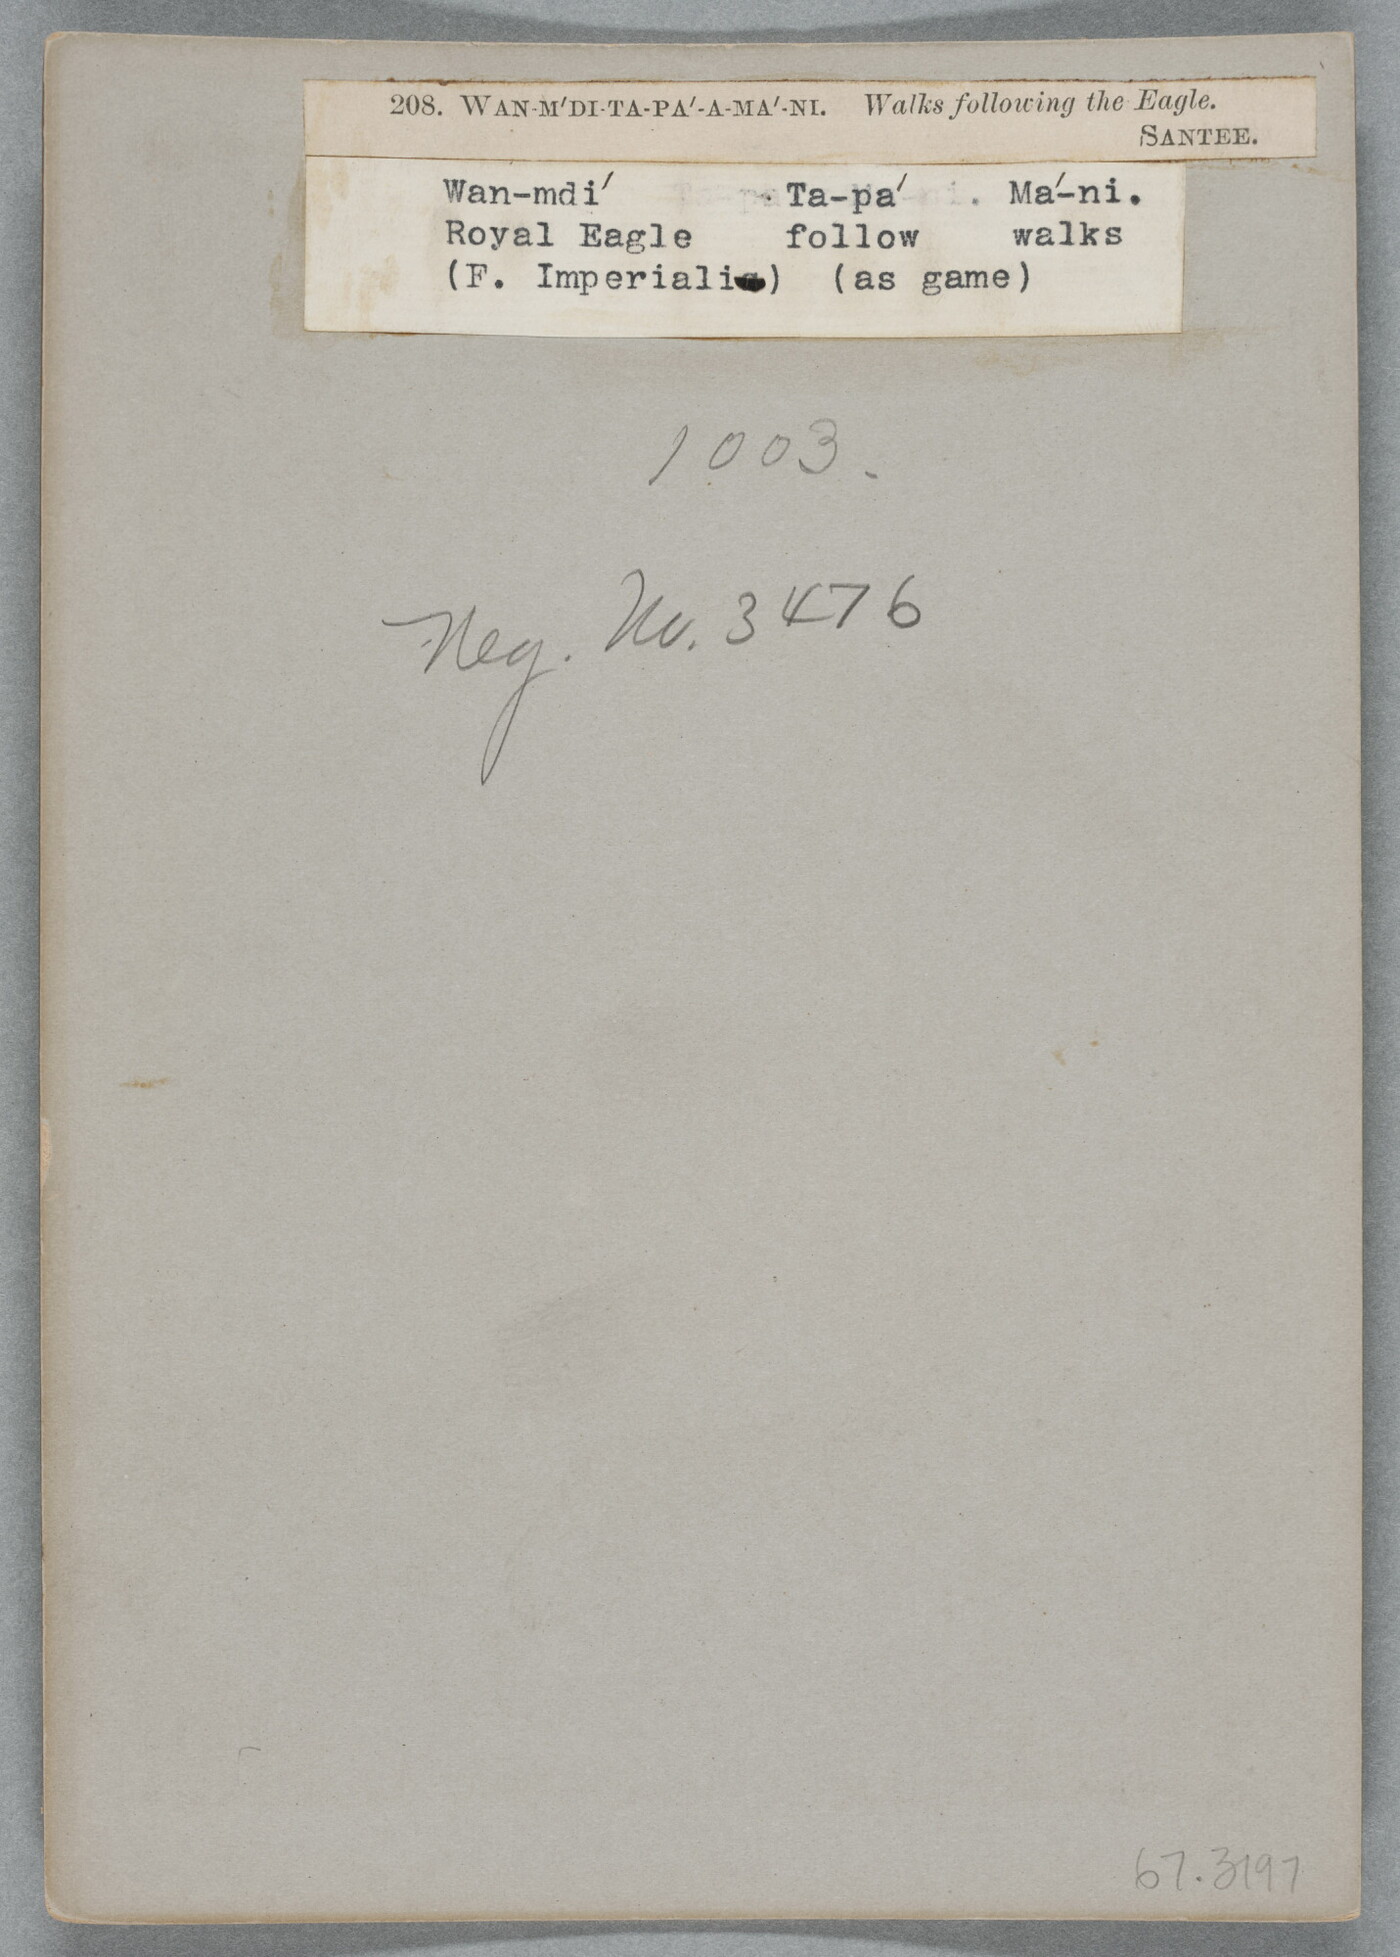 208. WAN-M'DI-TA-PA'-A-MA'-NI. Walks following the Eagle.
SANTEE.
Wan-mdi' Ta-pa' Ma'-ni.
Royal Eagle follow walks
(F. Imperialis) (as game)
1003.
Neg. No. 3476
67.3197